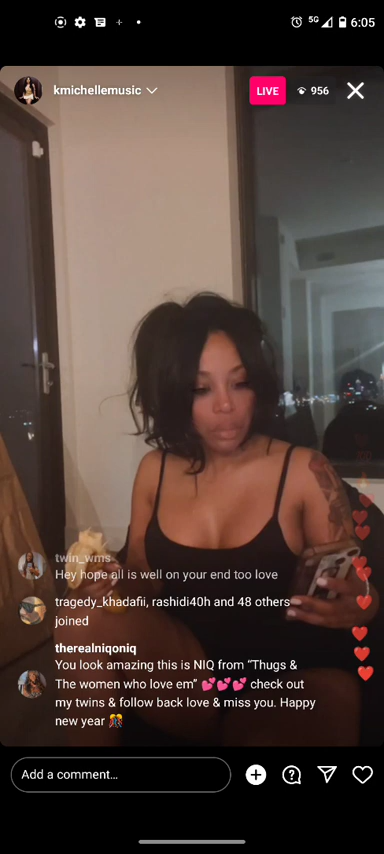 5G 6:05
kmichellemusic LIVE 956
twin_wms
Hey hope all is well on your end too love
tragedy_khadafii, rashidi40h and 48 others
joined
therealniqoniq
You look amazing this is NIQ from “Thugs &
The women who love em” 💕💕💕 check out
my twins & follow back love & miss you. Happy
new year 🎊
Add a comment...